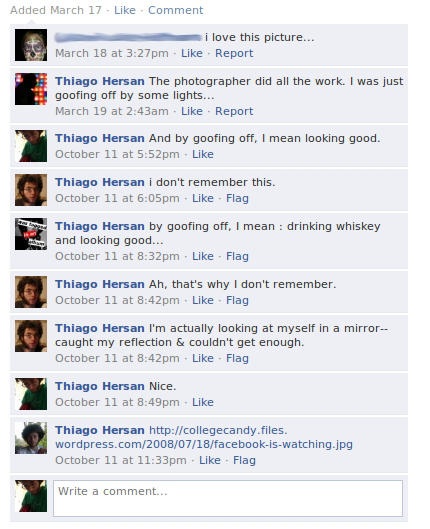 Added March 17 · Like · Comment
i love this picture...
March 18 at 3:27pm · Like · Report
Thiago Hersan The photographer did all the work. I was just
goofing off by some lights...
March 19 at 2:43am · Like · Report
Thiago Hersan And by goofing off, I mean looking good.
October 11 at 5:52pm · Like
Thiago Hersan i don't remember this.
October 11 at 6:05pm · Like · Flag
Thiago Hersan by goofing off, I mean : drinking whiskey
and looking good...
October 11 at 8:32pm · Like · Flag
Thiago Hersan Ah, that's why I don't remember.
October 11 at 8:42pm · Like · Flag
Thiago Hersan I'm actually looking at myself in a mirror--
caught my reflection & couldn't get enough.
October 11 at 8:42pm · Like · Flag
Thiago Hersan Nice.
October 11 at 8:49pm · Like
Thiago Hersan http://collegecandy.files.
wordpress.com/2008/07/18/facebook-is-watching.jpg
October 11 at 11:33pm · Like · Flag
Write a comment...